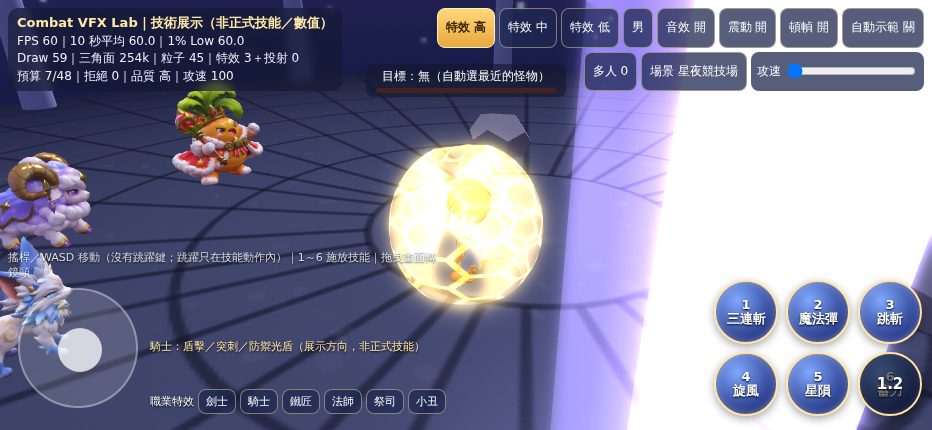 Combat VFX Lab｜技術展示（非正式技能／數值）
FPS 60｜10 秒平均 60.0｜1% Low 60.0
Draw 59｜三角面 254k｜粒子 45｜特效 3＋投射 0
預算 7/48｜拒絕 0｜品質 高｜攻速 100
特效 高
特效 中
特效 低
男
音效 開
震動 開
頓幀 開
自動示範 關
多人 0
場景 星夜競技場
攻速
目標：無（自動選最近的怪物）
搖桿／WASD 移動（沒有跳躍鍵；跳躍只在技能動作內）｜1～6 施放技能｜拖曳畫面轉
鏡頭
騎士：盾擊／突刺／防禦光盾（展示方向，非正式技能）
職業特效
劍士
騎士
鐵匠
法師
祭司
小丑
1
三連斬
2
魔法彈
3
跳斬
4
旋風
5
星隕
6
1.2